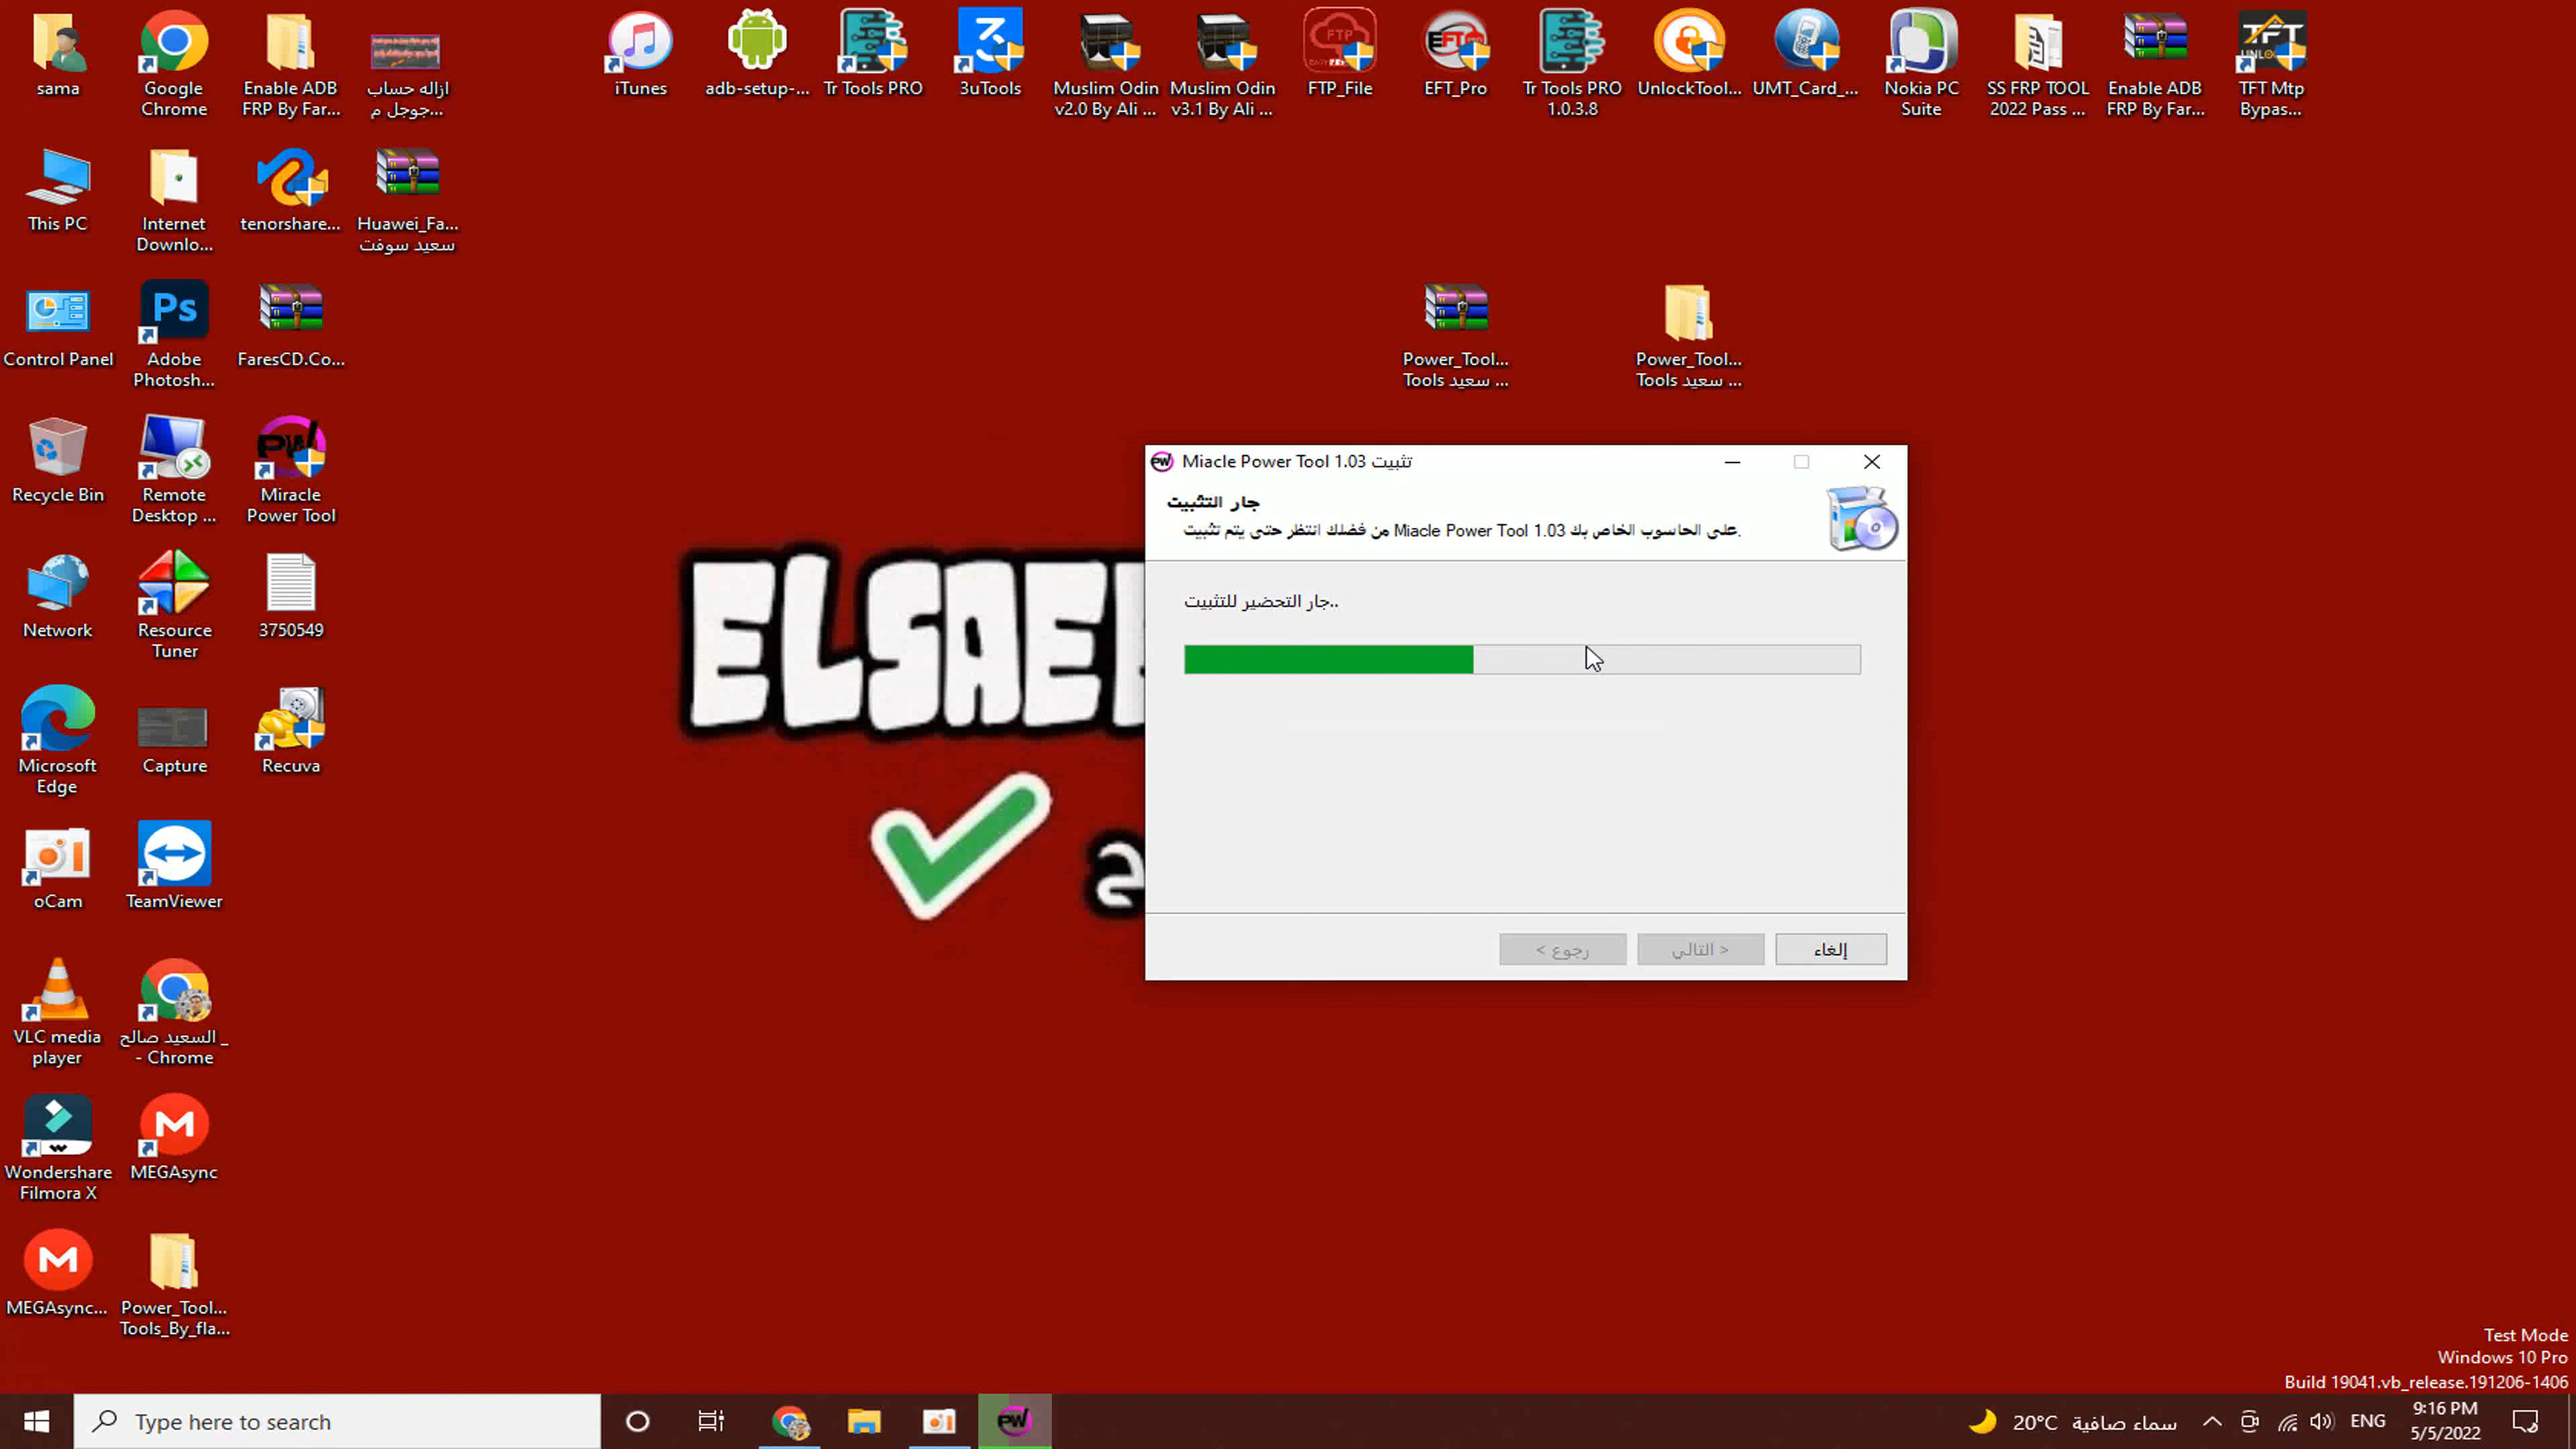 sama
Google
Chrome
Enable ADB
FRP By Far...
ازاله حساب
جوجل م...
iTunes
adb-setup-...
Tr Tools PRO
3uTools
Muslim Odin
v2.0 By Ali ...
Muslim Odin
v3.1 By Ali ...
FTP
FTP_File
EFT
EFT_Pro
Tr Tools PRO
1.0.3.8
UnlockTool...
UMT_Card_...
Nokia PC
Suite
SS FRP TOOL
2022 Pass ...
Enable ADB
FRP By Far...
TFT
TFT Mtp
Bypas...
This PC
Internet
Downlo...
tenorshare...
Huawei_Fa...
سعيد سوفت
Control Panel
Ps
Adobe
Photosh...
FaresCD.Co...
Power_Tool...
Tools سعيد ...
Power_Tool...
Tools سعيد ...
Recycle Bin
Remote
Desktop ...
Miracle
Power Tool
Network
Resource
Tuner
3750549
Microsoft
Edge
Capture
Recuva
oCam
TeamViewer
VLC media
player
السعيد صالح _
- Chrome
Wondershare
Filmora X
MEGAsync
MEGAsync...
Power_Tool...
Tools_By_fla...
ELSAE
Miacle Power Tool 1.03 تثبيت
جار التثبيت
على الحاسوب الخاص بك Miacle Power Tool 1.03 من فضلك انتظر حتى يتم تثبيت.
جار التحضير للتثبيت..
< رجوع
التالي >
إلغاء
Test Mode
Windows 10 Pro
Build 19041.vb_release.191206-1406
Type here to search
20°C سماء صافية
ENG
9:16 PM
5/5/2022